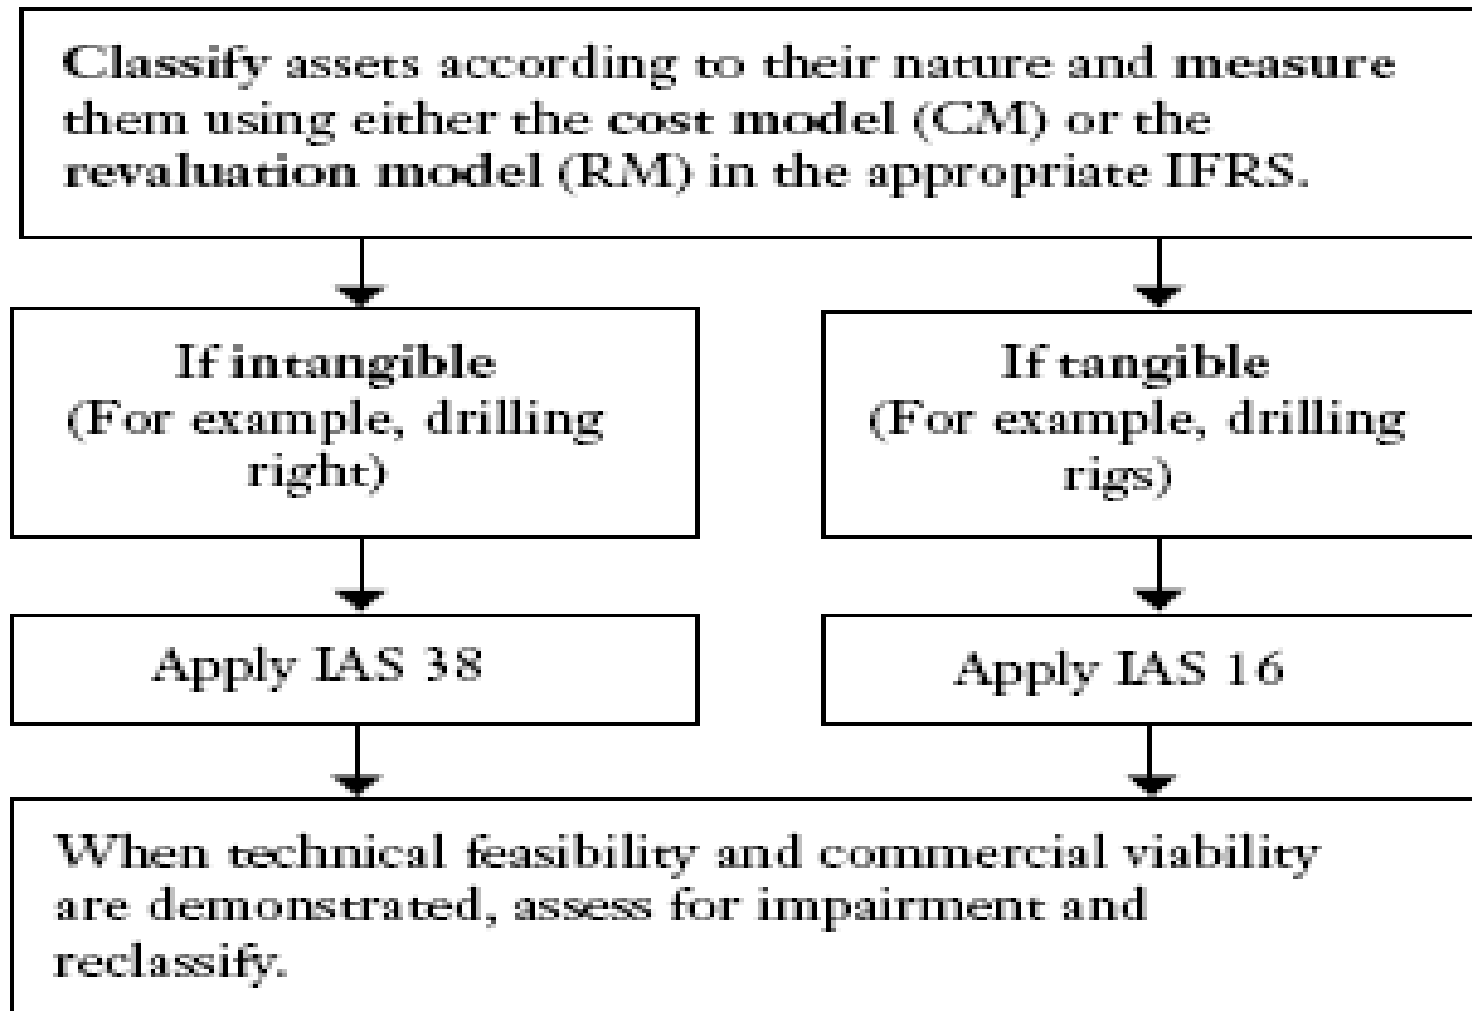 Classify assets according to their nature and measure
them using either the cost model (CM) or the
revaluation model (RM) in the appropriate IFRS.
If intangible
(For example, drilling
right)
If tangible
(For example, drilling
rigs)
Apply IAS 38
Apply IAS 16
When technical feasibility and commercial viability
are demonstrated, assess for impairment and
reclassify.